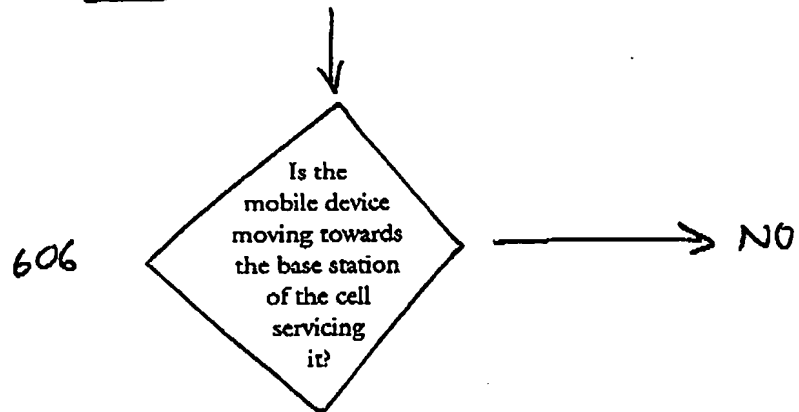 Is the
mobile device
moving towards
the base station
of the cell
servicing
it?
606
NO